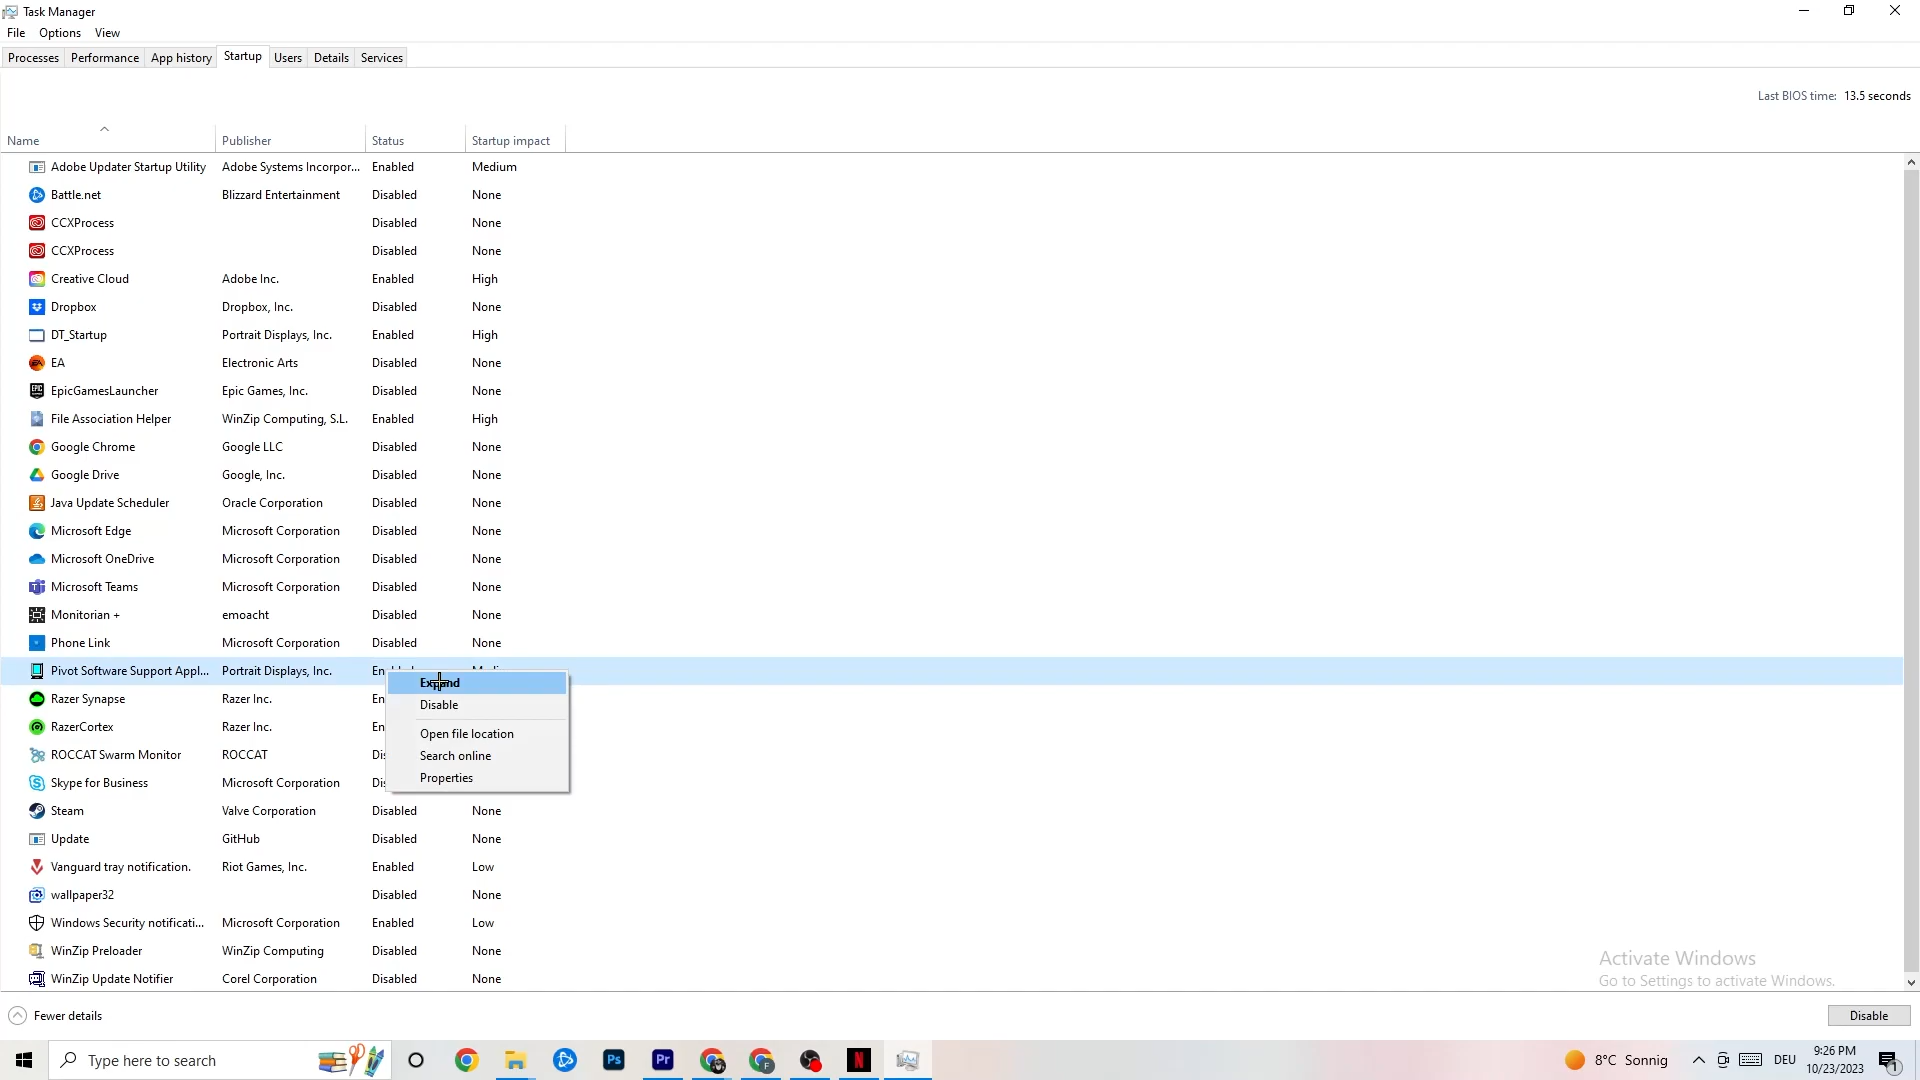 Task Manager
File Options View
Processes Performance App history Startup Users Details Services
Last BIOS time: 13.5 seconds
Name Publisher Status Startup impact
Adobe Updater Startup Utility Adobe Systems Incorpor... Enabled Medium
Battle.net Blizzard Entertainment Disabled None
CCXProcess Disabled None
CCXProcess Disabled None
Creative Cloud Adobe Inc. Enabled High
Dropbox Dropbox, Inc. Disabled None
DT_Startup Portrait Displays, Inc. Enabled High
EA Electronic Arts Disabled None
EpicGamesLauncher Epic Games, Inc. Disabled None
File Association Helper WinZip Computing, S.L. Enabled High
Google Chrome Google LLC Disabled None
Google Drive Google, Inc. Disabled None
Java Update Scheduler Oracle Corporation Disabled None
Microsoft Edge Microsoft Corporation Disabled None
Microsoft OneDrive Microsoft Corporation Disabled None
Microsoft Teams Microsoft Corporation Disabled None
Monitorian + emoacht Disabled None
Phone Link Microsoft Corporation Disabled None
Pivot Software Support Appl... Portrait Displays, Inc.
Expand
Razer Synapse Razer Inc.
Disable
RazerCortex Razer Inc.
Open file location
ROCCAT Swarm Monitor ROCCAT
Search online
Skype for Business Microsoft Corporation
Properties
Steam Valve Corporation Disabled None
Update GitHub Disabled None
Vanguard tray notification. Riot Games, Inc. Enabled Low
wallpaper32 Disabled None
Windows Security notificati... Microsoft Corporation Enabled Low
WinZip Preloader WinZip Computing Disabled None
WinZip Update Notifier Corel Corporation Disabled None
Activate Windows
Go to Settings to activate Windows.
Fewer details Disable
Type here to search
Ps Pr F N
8°C Sonnig DEU
9:26 PM
10/23/2023
1